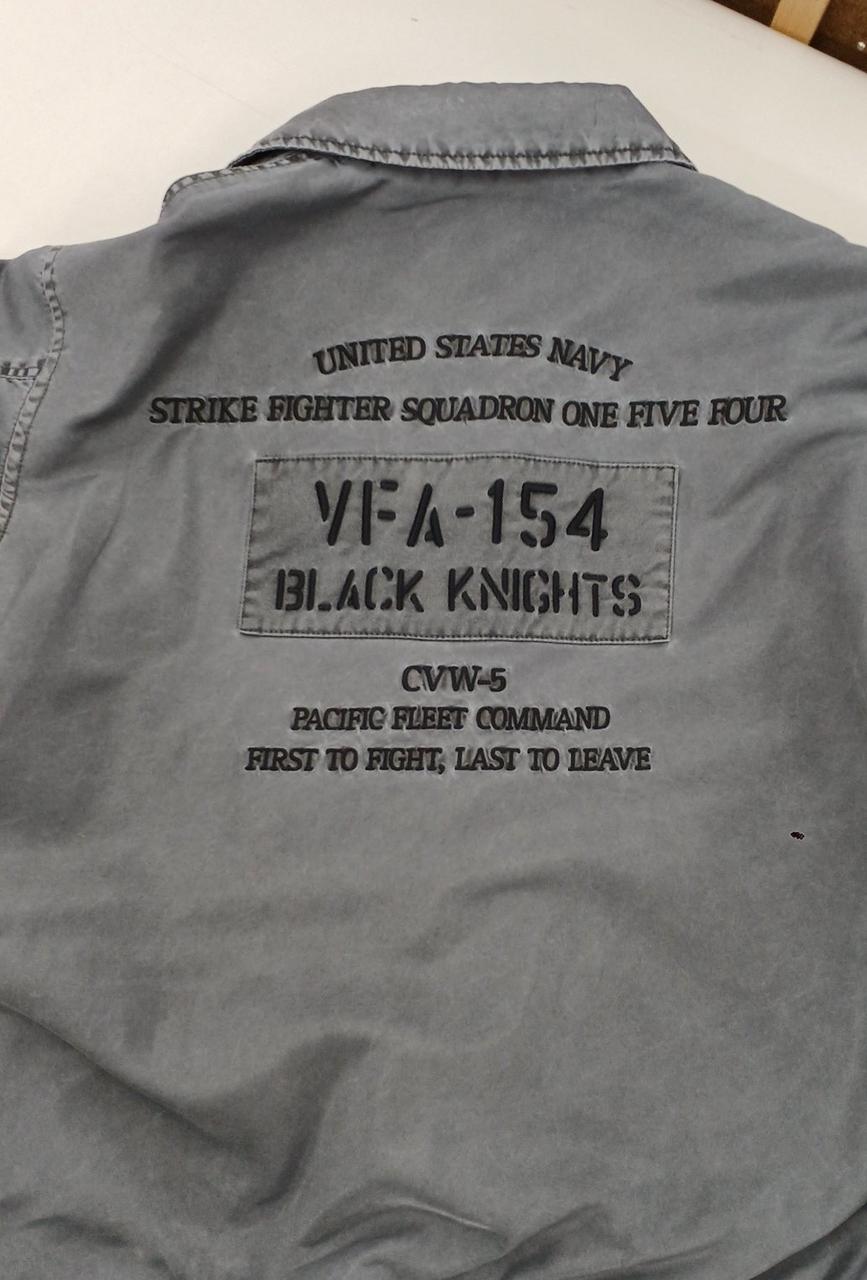 UNITED STATES NAVY
STRIKE FIGHTER SQUADRON ONE FIVE FOUR
VFA-154
BLACK KNIGHTS
CVW-5
PACIFIC FLEET COMMAND
FIRST TO FIGHT, LAST TO LEAVE